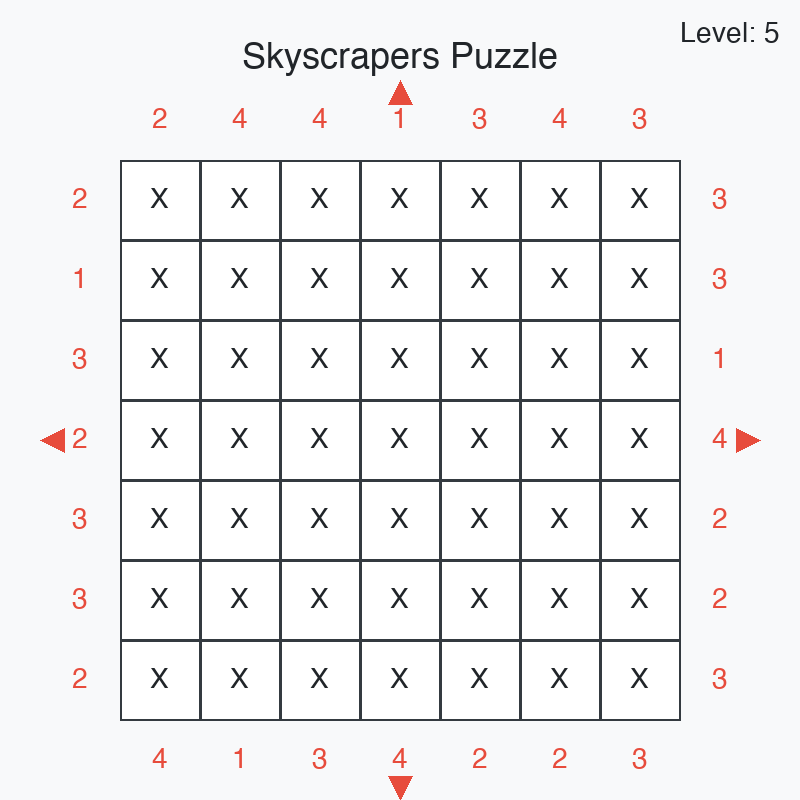 Level: 5
Skyscrapers Puzzle
2 4 4 1 3 4 3
2 X X X X X X X 3
1 X X X X X X X 3
3 X X X X X X X 1
2 X X X X X X X 4
3 X X X X X X X 2
3 X X X X X X X 2
2 X X X X X X X 3
4 1 3 4 2 2 3